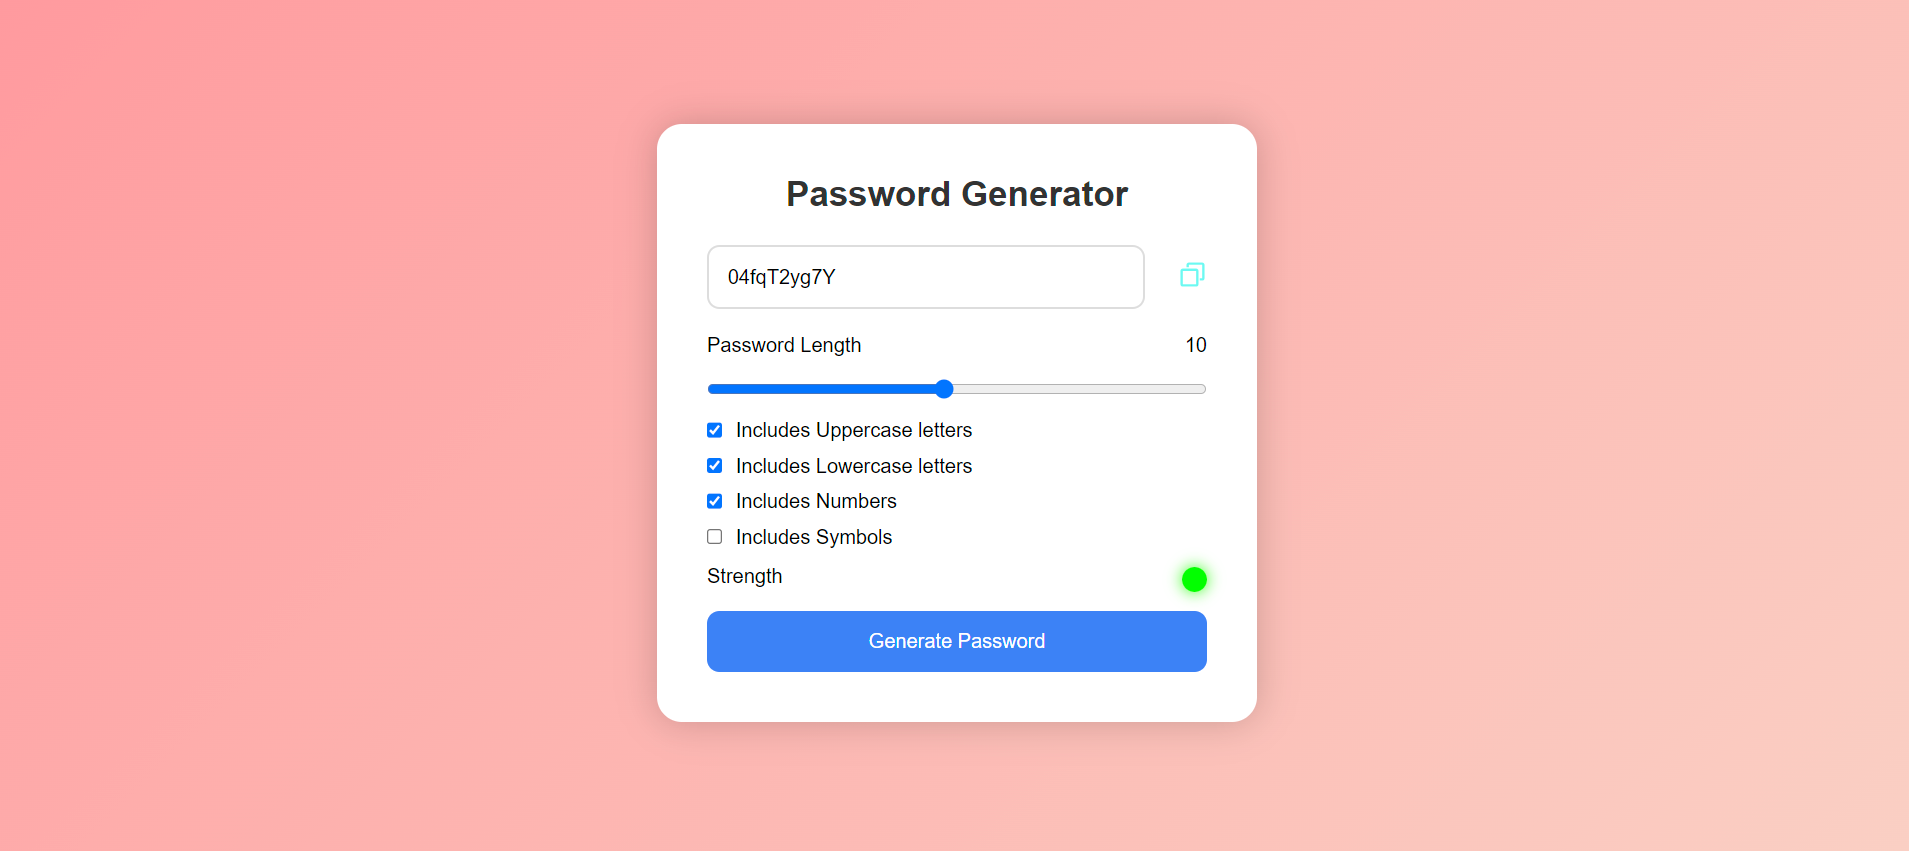 Password Generator
04fqT2yg7Y
Password Length 10
Includes Uppercase letters
Includes Lowercase letters
Includes Numbers
Includes Symbols
Strength
Generate Password